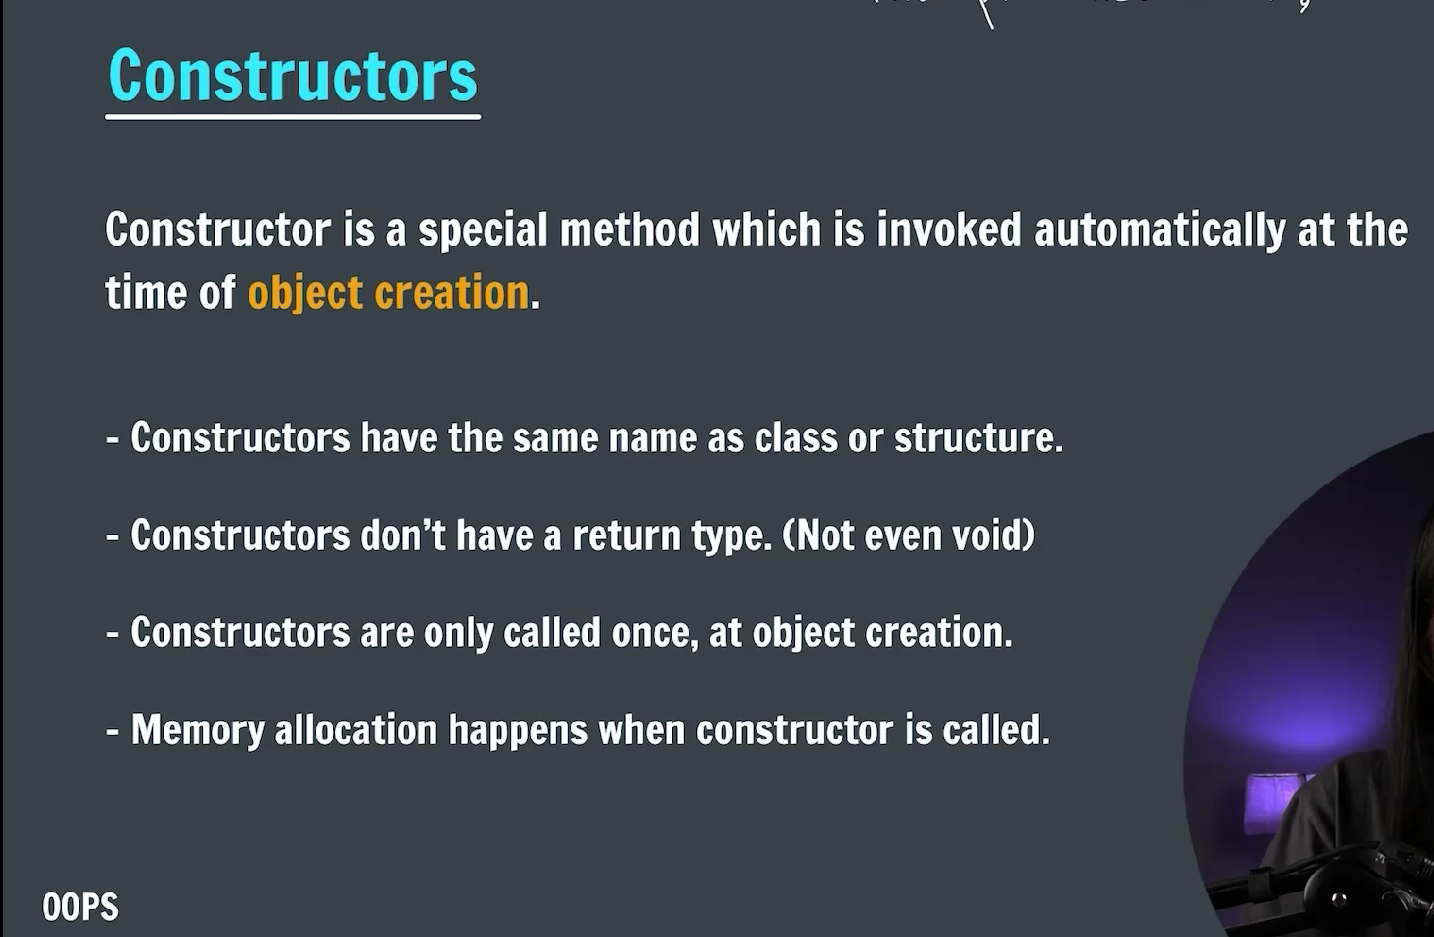 Constructors
Constructor is a special method which is invoked automatically at the
time of object creation.
- Constructors have the same name as class or structure.
- Constructors don't have a return type. (Not even void)
- Constructors are only called once, at object creation.
- Memory allocation happens when constructor is called.
OOPS